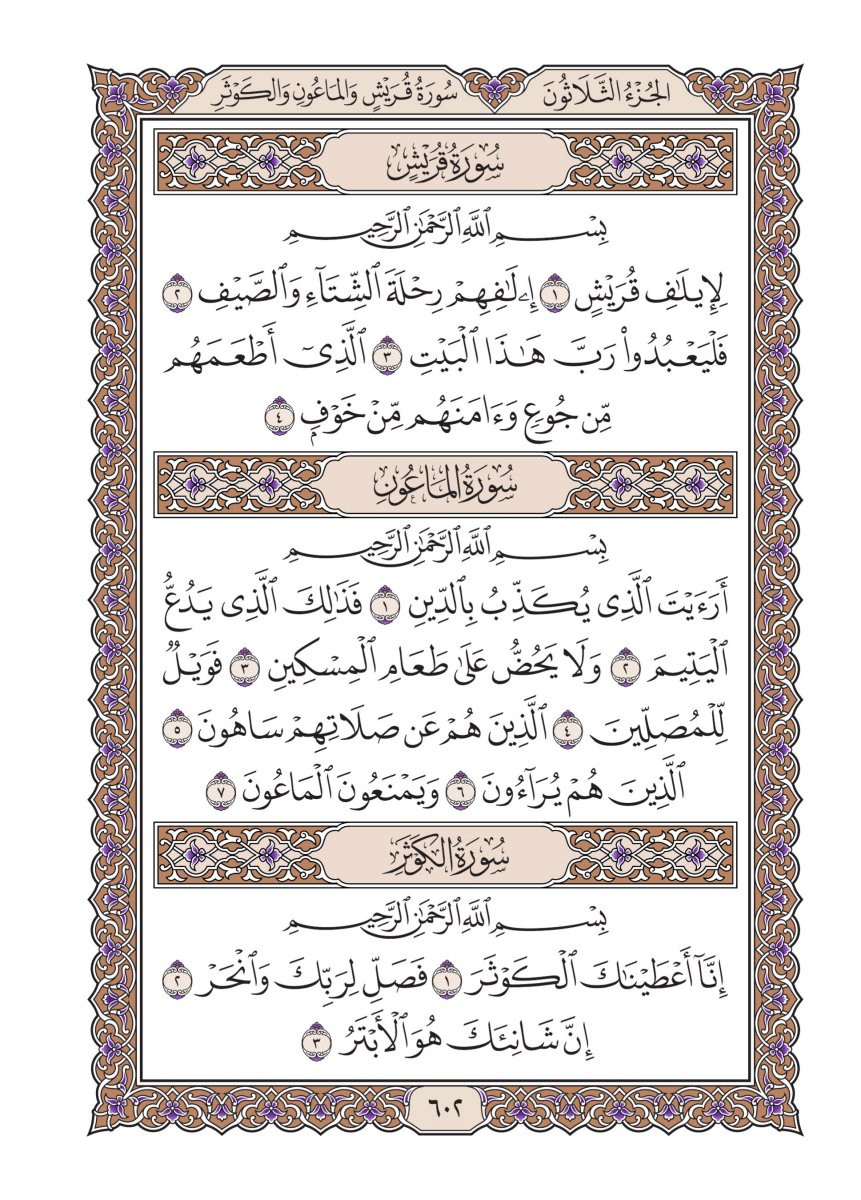 الجُزْءُ الثَّلَاثُونَ
سُورَةُ قُرَيْشٍ وَالمَاعُونِ وَالكَوْثَرِ
سُورَةُ قُرَيْشٍ
بِسْمِ ٱللَّهِ ٱلرَّحْمَٰنِ ٱلرَّحِيمِ
لِإِيلَٰفِ قُرَيْشٍ ١ إِۦلَٰفِهِمْ رِحْلَةَ ٱلشِّتَآءِ وَٱلصَّيْفِ ٢
فَلْيَعْبُدُوا۟ رَبَّ هَٰذَا ٱلْبَيْتِ ٣ ٱلَّذِىٓ أَطْعَمَهُم
مِّن جُوعٍ وَءَامَنَهُم مِّنْ خَوْفٍۭ ٤
سُورَةُ المَاعُونِ
بِسْمِ ٱللَّهِ ٱلرَّحْمَٰنِ ٱلرَّحِيمِ
أَرَءَيْتَ ٱلَّذِى يُكَذِّبُ بِٱلدِّينِ ١ فَذَٰلِكَ ٱلَّذِى يَدُعُّ
ٱلْيَتِيمَ ٢ وَلَا يَحُضُّ عَلَىٰ طَعَامِ ٱلْمِسْكِينِ ٣ فَوَيْلٌ
لِّلْمُصَلِّينَ ٤ ٱلَّذِينَ هُمْ عَن صَلَاتِهِمْ سَاهُونَ ٥
ٱلَّذِينَ هُمْ يُرَآءُونَ ٦ وَيَمْنَعُونَ ٱلْمَاعُونَ ٧
سُورَةُ الكَوْثَرِ
بِسْمِ ٱللَّهِ ٱلرَّحْمَٰنِ ٱلرَّحِيمِ
إِنَّآ أَعْطَيْنَٰكَ ٱلْكَوْثَرَ ١ فَصَلِّ لِرَبِّكَ وَٱنْحَرْ ٢
إِنَّ شَانِئَكَ هُوَ ٱلْأَبْتَرُ ٣
٦٠٢